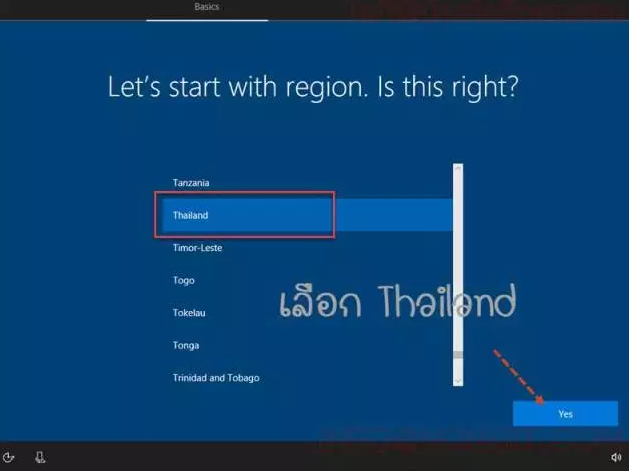 Basics
Let's start with region. Is this right?
Tanzania
Thailand
Timor-Leste
Togo
เลือก Thailand
Tokelau
Tonga
Trinidad and Tobago
Yes